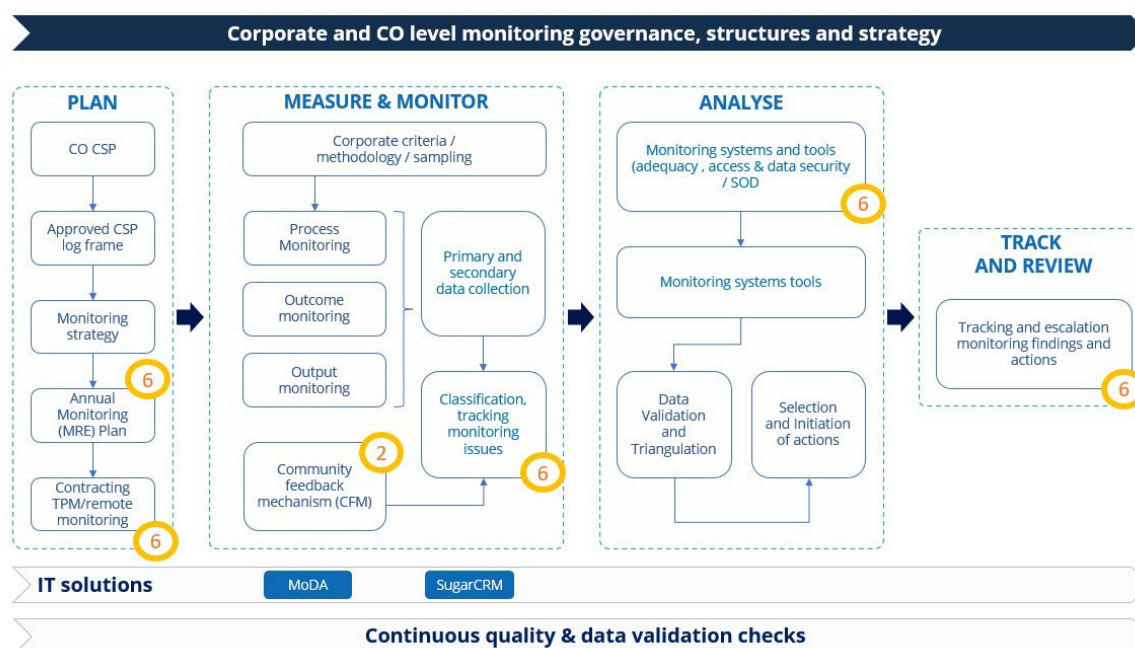 Corporate and CO level monitoring governance, structures and strategy
PLAN
CO CSP
Approved CSP
log frame
Monitoring
strategy
6
Annual
Monitoring
(MRE) Plan
Contracting
TPM/remote
monitoring
6
MEASURE & MONITOR
Corporate criteria /
methodology / sampling
Process
Monitoring
Outcome
monitoring
Output
monitoring
2
Community
feedback
mechanism (CFM)
Primary and
secondary
data collection
Classification,
tracking
monitoring
issues
6
ANALYSE
Monitoring systems and tools
(adequacy , access & data security
/ SOD
6
Monitoring systems tools
Data
Validation
and
Triangulation
Selection
and Initiation
of actions
TRACK
AND REVIEW
Tracking and escalation
monitoring findings and
actions
6
IT solutions
MoDA
SugarCRM
Continuous quality & data validation checks